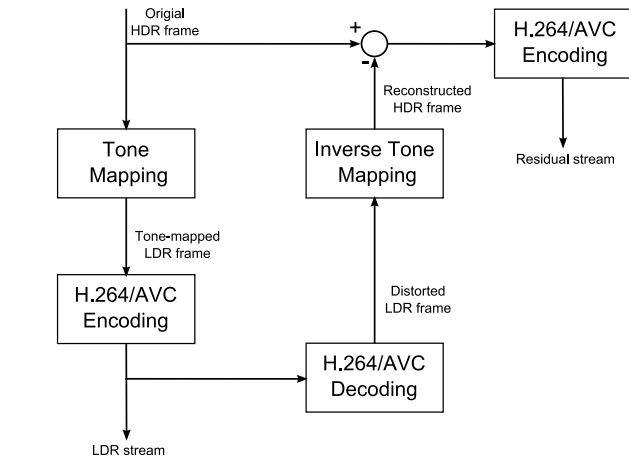 Origial
HDR frame
+
-
H.264/AVC
Encoding
Reconstructed
HDR frame
Residual stream
Tone
Mapping
Inverse Tone
Mapping
Tone-mapped
LDR frame
H.264/AVC
Encoding
Distorted
LDR frame
H.264/AVC
Decoding
LDR stream